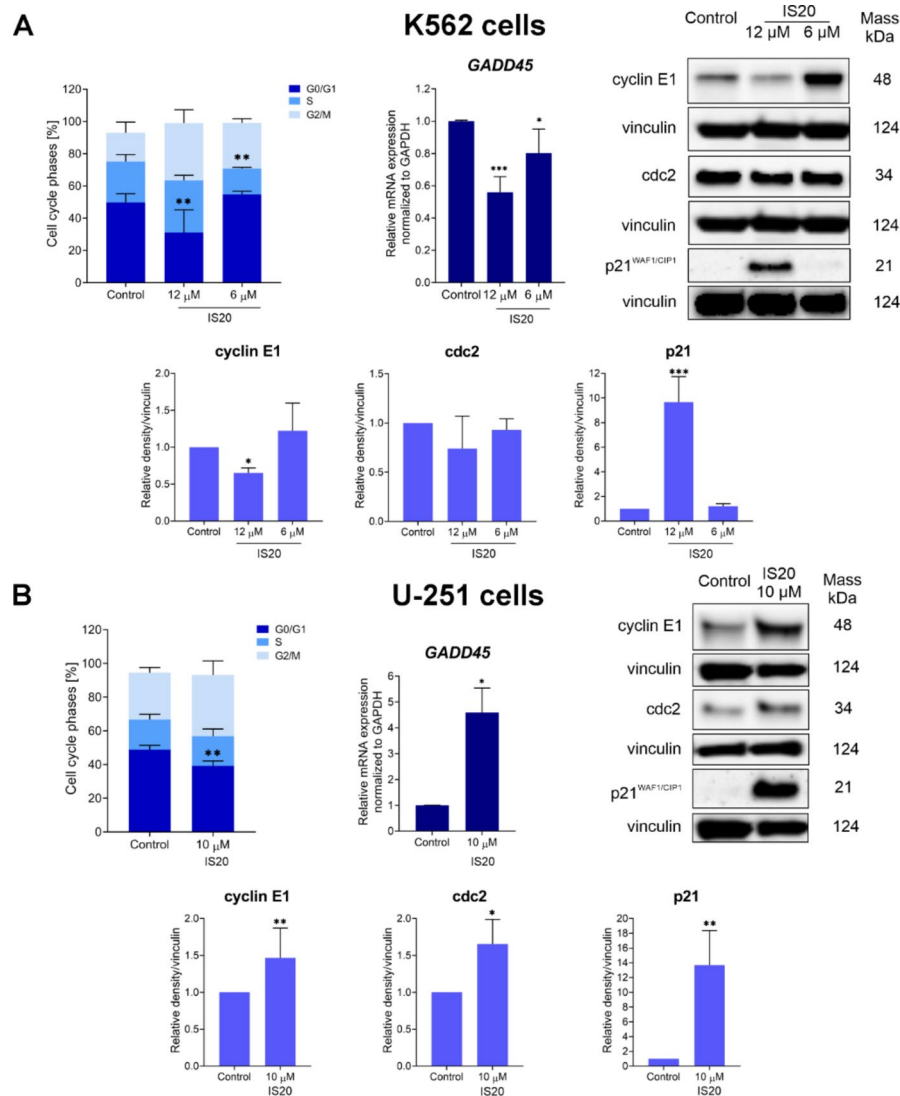 A
K562 cells
Control
IS20
12 μM 6 μM
Mass
kDa
cyclin E1 48
vinculin 124
cdc2 34
vinculin 124
p21WAF1/CIP1 21
vinculin 124
G0/G1
S
G2/M
Cell cycle phases [%]
120
100
80
60
40
20
0
**
**
Control
12 μM
6 μM
IS20
GADD45
Relative mRNA expression
normalized to GAPDH
1.2
1.0
0.8
0.6
0.4
0.2
0.0
***
*
Control
12 μM
6 μM
IS20
cyclin E1
Relative density/vinculin
2.0
1.5
1.0
0.5
0.0
*
Control
12 μM
6 μM
IS20
cdc2
Relative density/vinculin
1.5
1.0
0.5
0.0
Control
12 μM
6 μM
IS20
p21
Relative density/vinculin
12
10
8
6
4
2
0
***
Control
12 μM
6 μM
IS20
B
U-251 cells
Control
IS20
10 μM
Mass
kDa
cyclin E1 48
vinculin 124
cdc2 34
vinculin 124
p21WAF1/CIP1 21
vinculin 124
G0/G1
S
G2/M
Cell cycle phases [%]
120
100
80
60
40
20
0
**
Control
10 μM
IS20
GADD45
Relative mRNA expression
normalized to GAPDH
6
5
4
3
2
1
0
*
Control
10 μM
IS20
cyclin E1
Relative density/vinculin
2.0
1.5
1.0
0.5
0.0
**
Control
10 μM
IS20
cdc2
Relative density/vinculin
2.0
1.5
1.0
0.5
0.0
*
Control
10 μM
IS20
p21
Relative density/vinculin
20
18
16
14
12
10
8
6
4
2
0
**
Control
10 μM
IS20